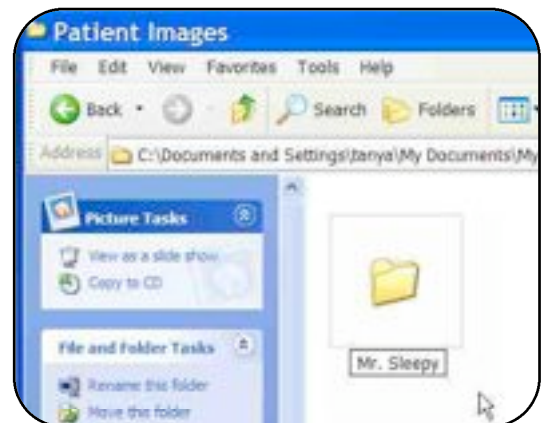 Patient Images
File Edit View Favorites Tools Help
Back Search Folders
Address C:\Documents and Settings\tanya\My Documents\My
Picture Tasks
View as a slide show
Copy to CD
File and Folder Tasks
Rename this folder
Move this folder
Mr. Sleepy